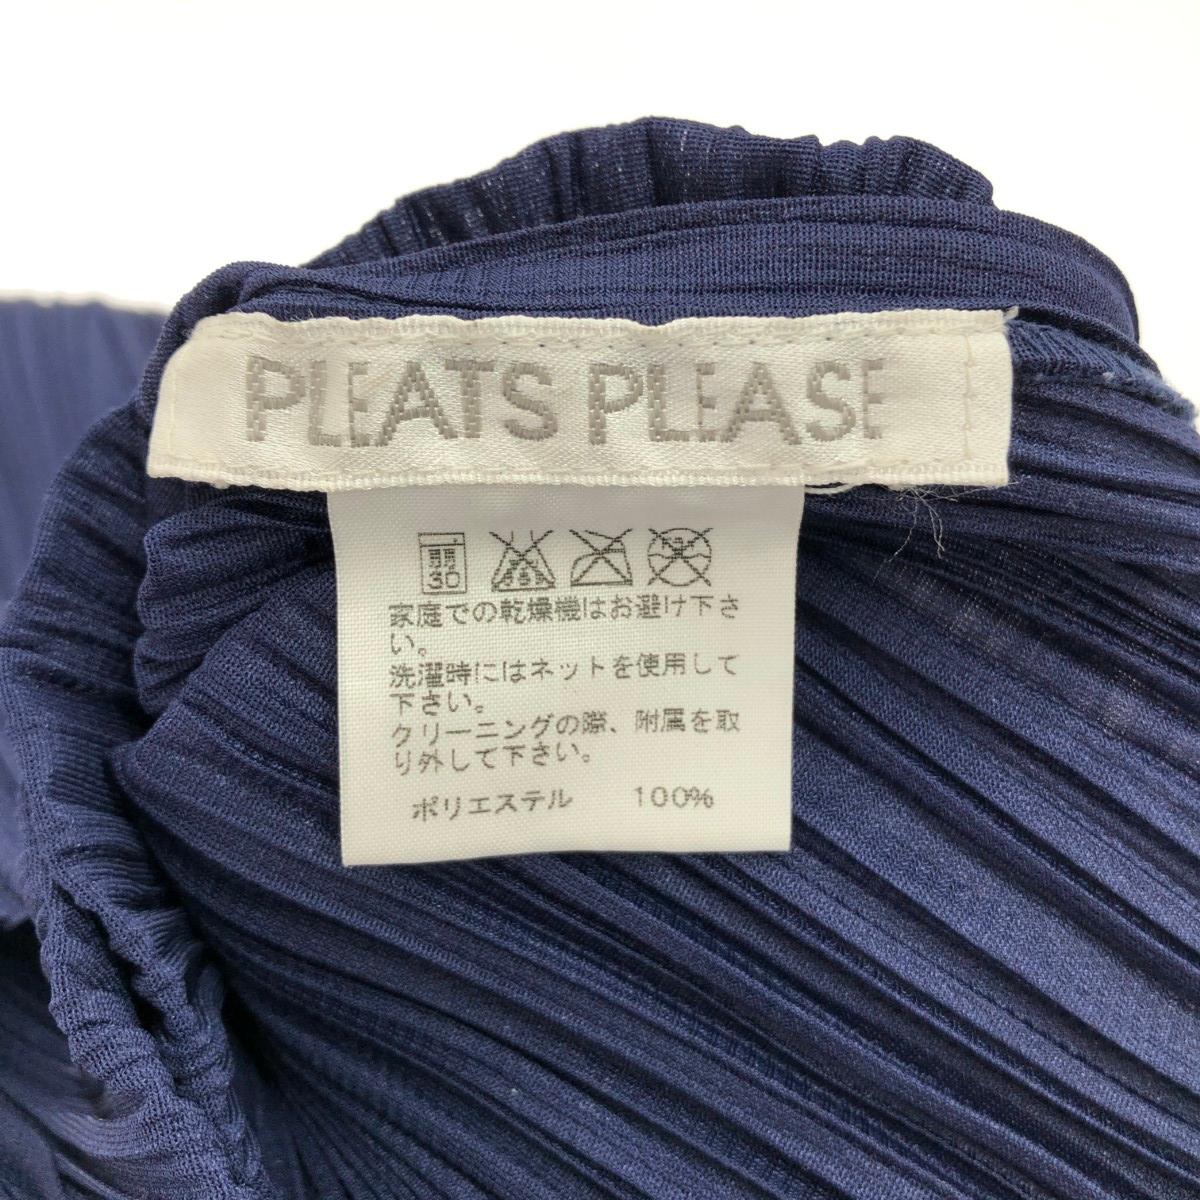 PLEATS PLEASE
弱
30
家庭での乾燥機はお避け下さ
い。
洗濯時にはネットを使用して
下さい。
クリーニングの際、附属を取
り外して下さい。
ポリエステル 100%